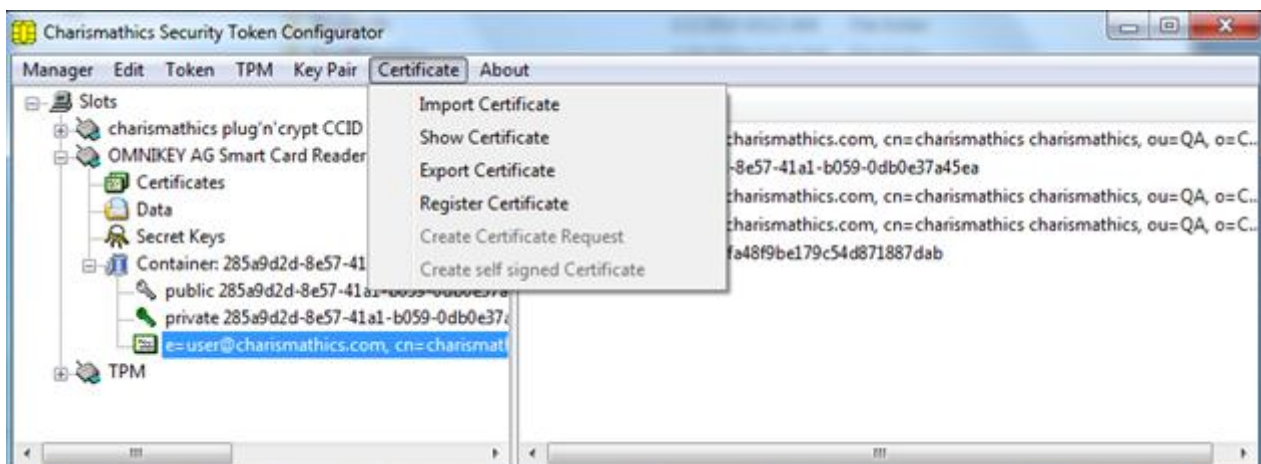 Charismathics Security Token Configurator
Manager Edit Token TPM Key Pair Certificate About
Slots
charismathics plug'n'crypt CCID
OMNIKEY AG Smart Card Reader
Certificates
Data
Secret Keys
Container: 285a9d2d-8e57-41
public 285a9d2d-8e57-41a1-b059-0db0e37a
private 285a9d2d-8e57-41a1-b059-0db0e37a
e=user@charismathics.com, cn=charismath
TPM
Import Certificate
Show Certificate
Export Certificate
Register Certificate
Create Certificate Request
Create self signed Certificate
charismathics.com, cn=charismathics charismathics, ou=QA, o=C...
-8e57-41a1-b059-0db0e37a45ea
charismathics.com, cn=charismathics charismathics, ou=QA, o=C...
charismathics.com, cn=charismathics charismathics, ou=QA, o=C...
fa48f9be179c54d871887dab